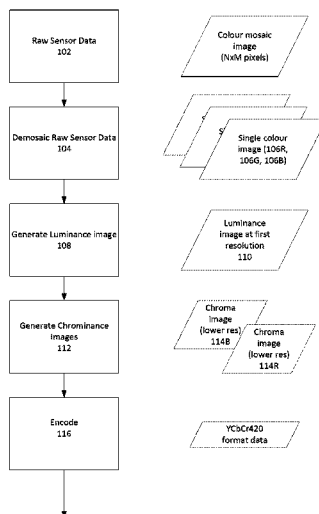 Raw Sensor Data
102
Colour mosaic
image
(NxM pixels)
Demosaic Raw Sensor Data
104
S
S
Single colour
image (106R,
106G, 106B)
Generate Luminance image
108
Luminance
image at first
resolution
110
Generate Chrominance
Images
112
Chroma
image
(lower res)
114B
Chroma
image
(lower res)
114R
Encode
116
YCbCr420
format data